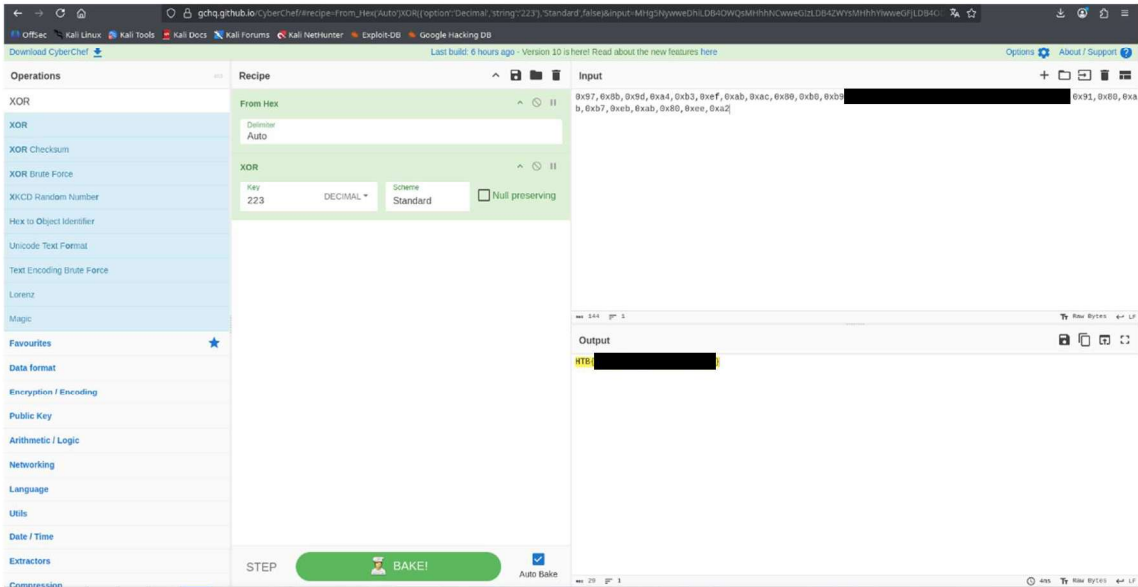 gchq.github.io/CyberChef/#recipe=From_Hex('Auto')XOR({'option':'Decimal','string':'223'},'Standard',false)&input=
OffSec Kali Linux Kali Tools Kali Docs Kali Forums Kali NetHunter Exploit-DB Google Hacking DB
Download CyberChef Last build: 6 hours ago - Version 10 is here! Read about the new features here Options About / Support
Operations
XOR
XOR
XOR Checksum
XOR Brute Force
XKCD Random Number
Hex to Object Identifier
Unicode Text Format
Text Encoding Brute Force
Lorenz
Magic
Favourites
Data format
Encryption / Encoding
Public Key
Arithmetic / Logic
Networking
Language
Utils
Date / Time
Extractors
Compression
Recipe
From Hex
Delimiter
Auto
XOR
Key
223 DECIMAL
Scheme
Standard
Null preserving
STEP
BAKE!
Auto Bake
Input
0x97,0x8b,0x9d,0xa4,0xb3,0xef,0xab,0xac,0x80,0xb0,0xb9 0x91,0x80,0xa
b,0xb7,0xeb,0xab,0x80,0xee,0xa2
144 1
Raw Bytes LF
Output
HTB{ }
1
4ms Raw Bytes LF